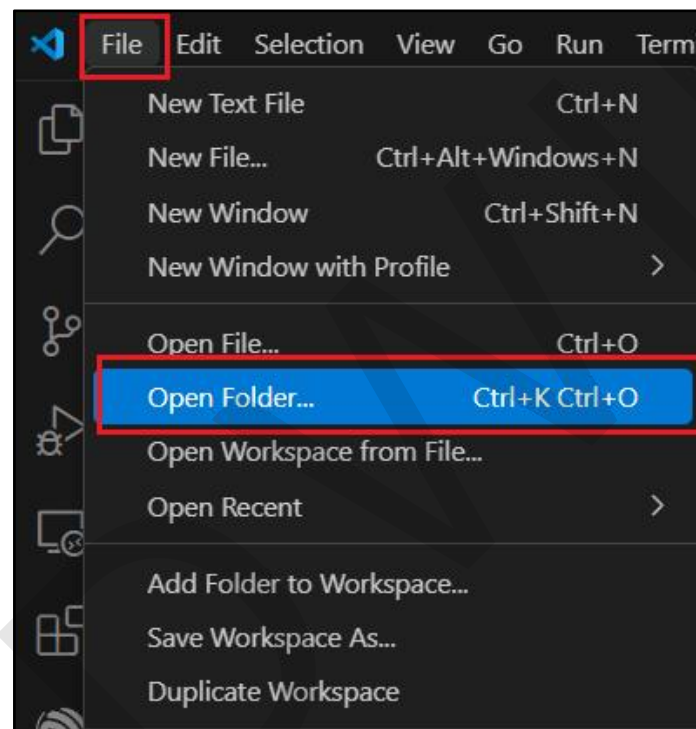 File Edit Selection View Go Run Term
New Text File Ctrl+N
New File... Ctrl+Alt+Windows+N
New Window Ctrl+Shift+N
New Window with Profile
Open File... Ctrl+O
Open Folder... Ctrl+K Ctrl+O
Open Workspace from File...
Open Recent
Add Folder to Workspace...
Save Workspace As...
Duplicate Workspace